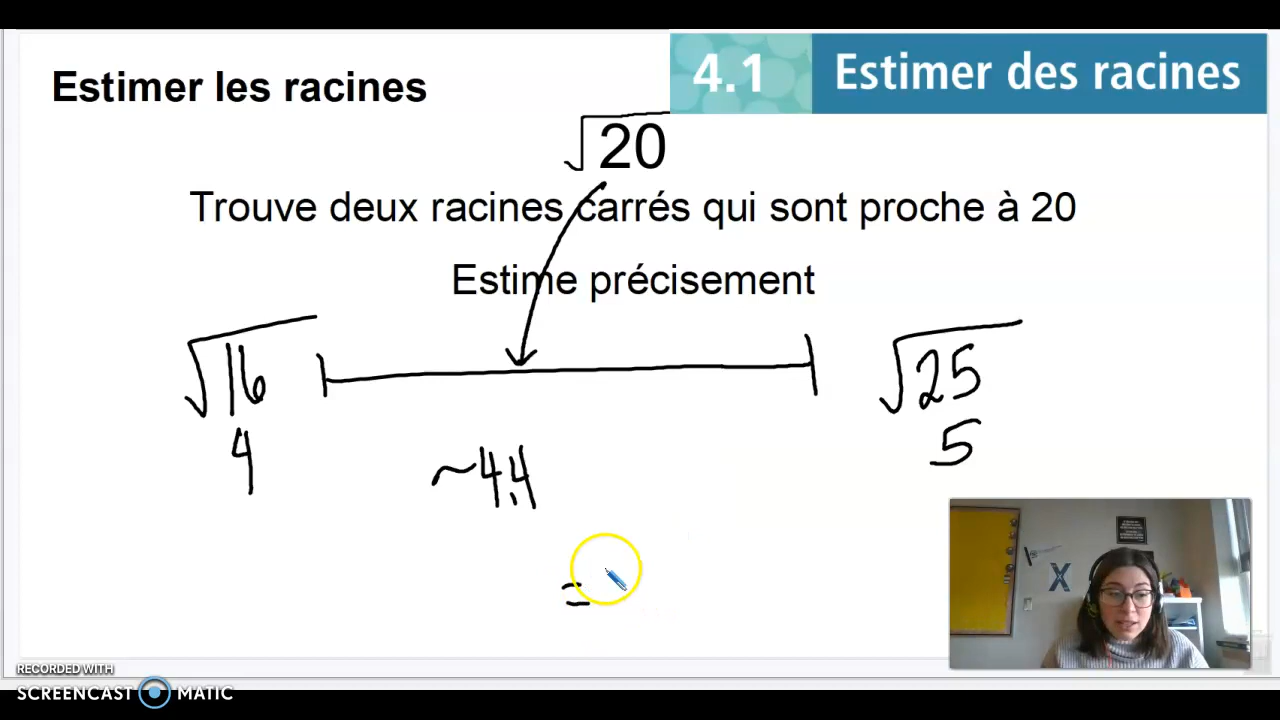 Estimer les racines
4.1 Estimer des racines
√20
Trouve deux racines carrés qui sont proche à 20
Estime précisement
√16
√25
4
5
~4.4
=
X
RECORDED WITH
SCREENCAST MATIC